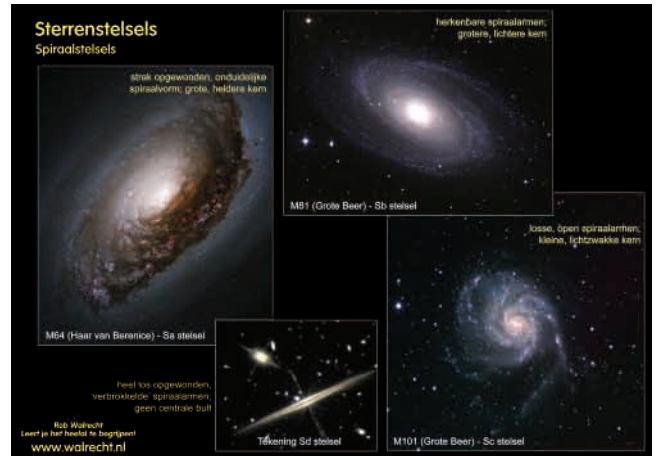 Sterrenstelsels
Spiraalstelsels
strak opgewonden, onduidelijke
spiraalvorm; grote, heldere kern
M64 (Haar van Berenice) - Sa stelsel
herkenbare spiraalarmen;
grotere, lichtere kern
M81 (Grote Beer) - Sb stelsel
losse, open spiraalarmen;
kleine, lichtzwakke kern
M101 (Grote Beer) - Sc stelsel
heel los opgewonden,
verbrokkelde spiraalarmen;
geen centrale bult
Tekening Sd stelsel
Rob Walrecht
Leert je het heelal te begrijpen!
www.walrecht.nl